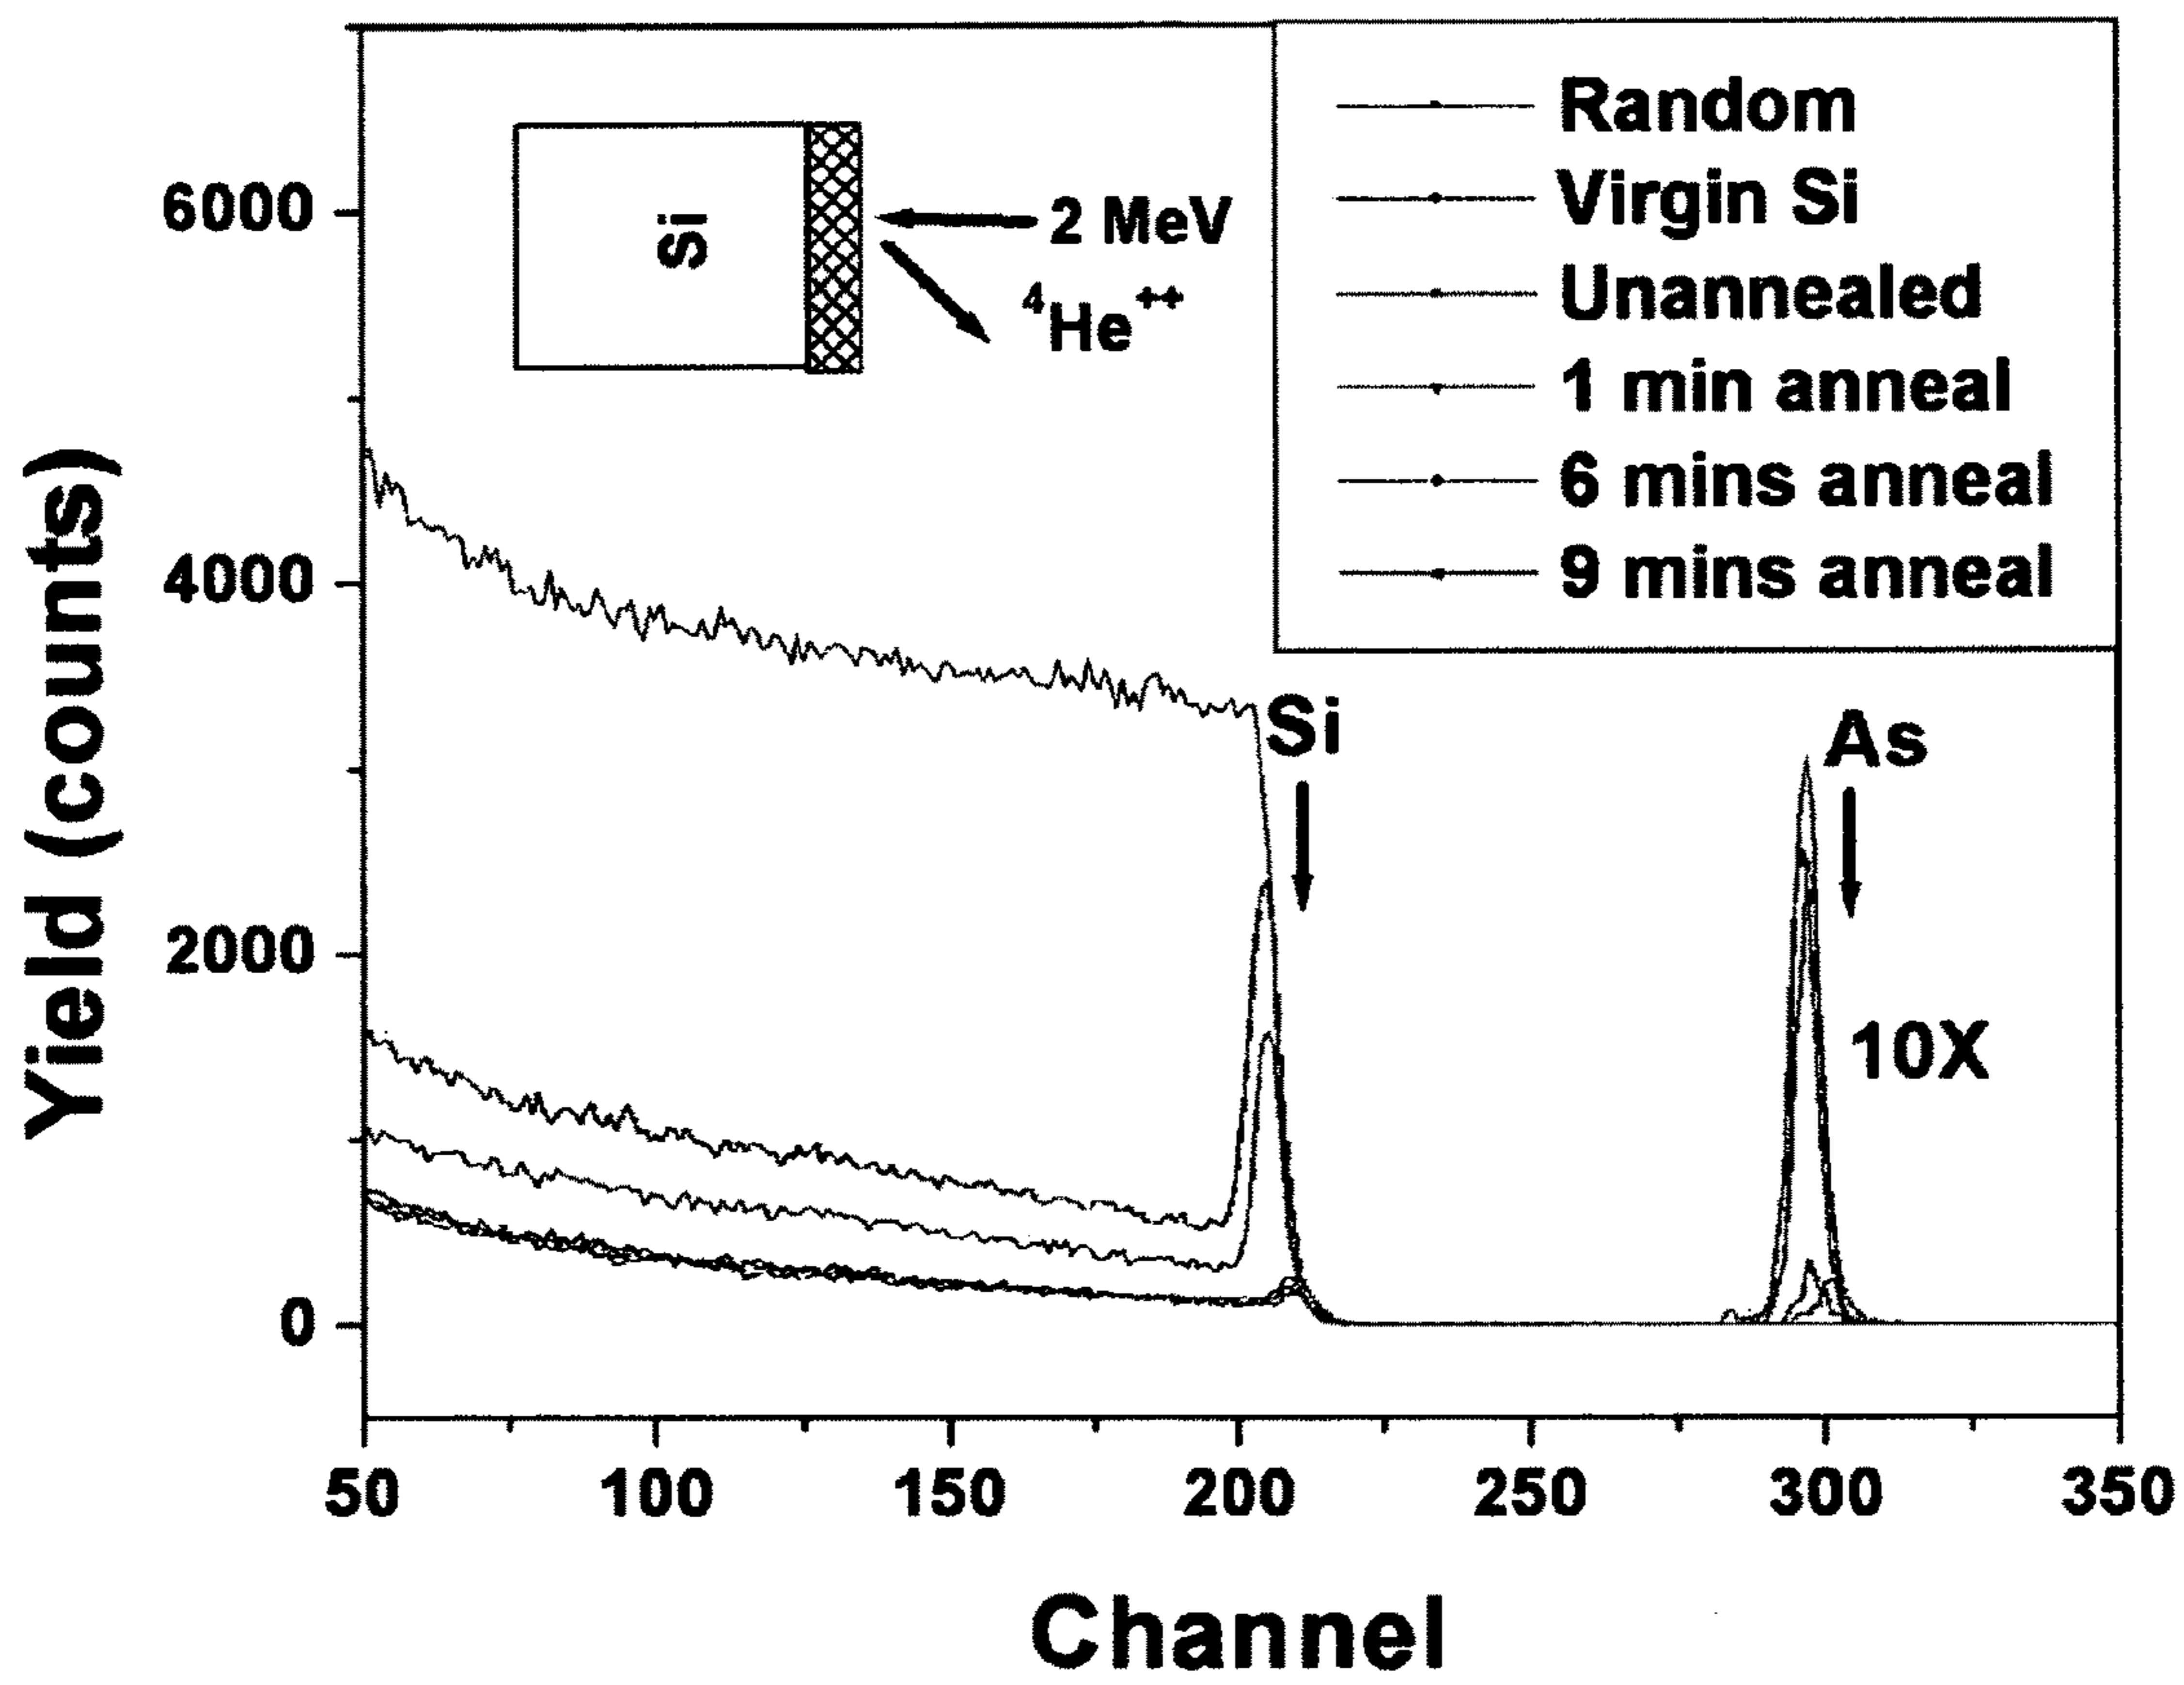 Random
Virgin Si
Unannealed
1 min anneal
6 mins anneal
9 mins anneal
Si
2 MeV
⁴He⁺⁺
6000
4000
2000
0
Yield (counts)
Si
As
10X
50 100 150 200 250 300 350
Channel